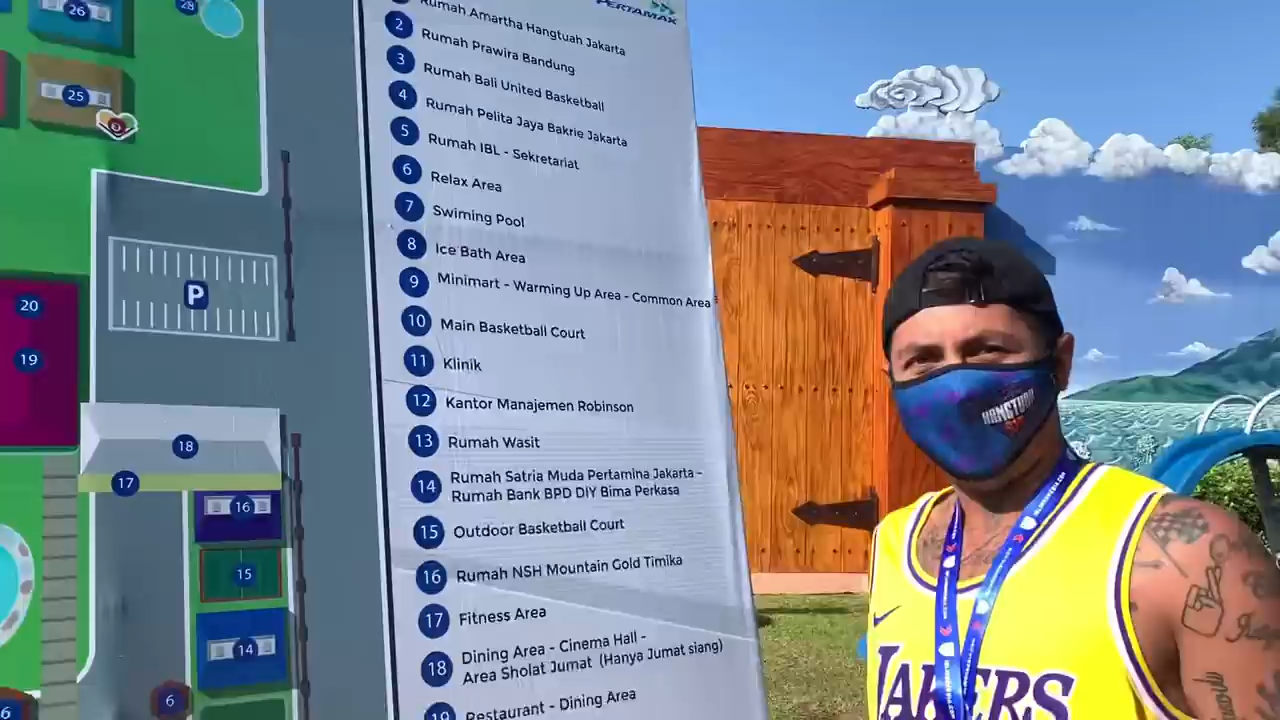 PERTAMAX
Rumah Amartha Hangtuah Jakarta
2 Rumah Prawira Bandung
3 Rumah Bali United Basketball
4 Rumah Pelita Jaya Bakrie Jakarta
5 Rumah IBL - Sekretariat
6 Relax Area
7 Swiming Pool
8 Ice Bath Area
9 Minimart - Warming Up Area - Common Area
10 Main Basketball Court
11 Klinik
12 Kantor Manajemen Robinson
13 Rumah Wasit
14 Rumah Satria Muda Pertamina Jakarta -
Rumah Bank BPD DIY Bima Perkasa
15 Outdoor Basketball Court
16 Rumah NSH Mountain Gold Timika
17 Fitness Area
18 Dining Area - Cinema Hall -
Area Sholat Jumat (Hanya Jumat siang)
19 Restaurant - Dining Area
26
28
25
P
20
19
18
17
16
15
14
6
6
HANGTUAH
LAKERS